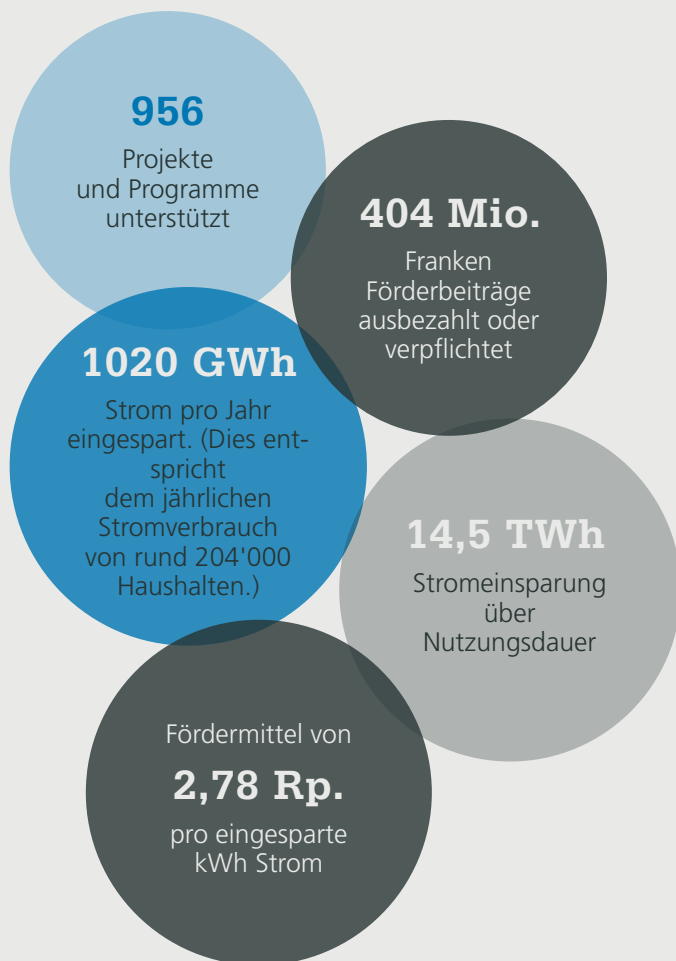 956
Projekte
und Programme
unterstützt
404 Mio.
Franken
Förderbeiträge
ausbezahlt oder
verpflichtet
1020 GWh
Strom pro Jahr
eingespart. (Dies ent-
spricht
dem jährlichen
Stromverbrauch
von rund 204'000
Haushalten.)
14,5 TWh
Stromeinsparung
über
Nutzungsdauer
Fördermittel von
2,78 Rp.
pro eingesparte
kWh Strom